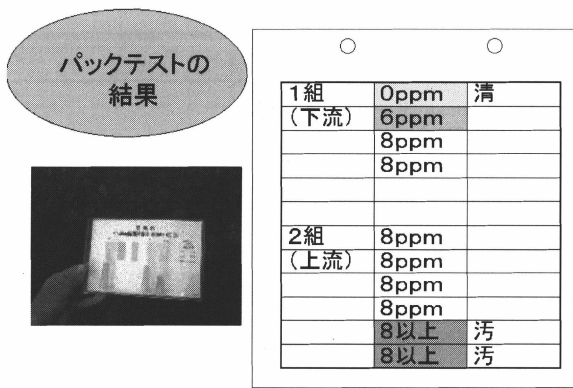 パックテストの
結果
1組 0ppm 清
(下流) 6ppm
8ppm
8ppm
2組 8ppm
(上流) 8ppm
8ppm
8ppm
8以上 汚
8以上 汚